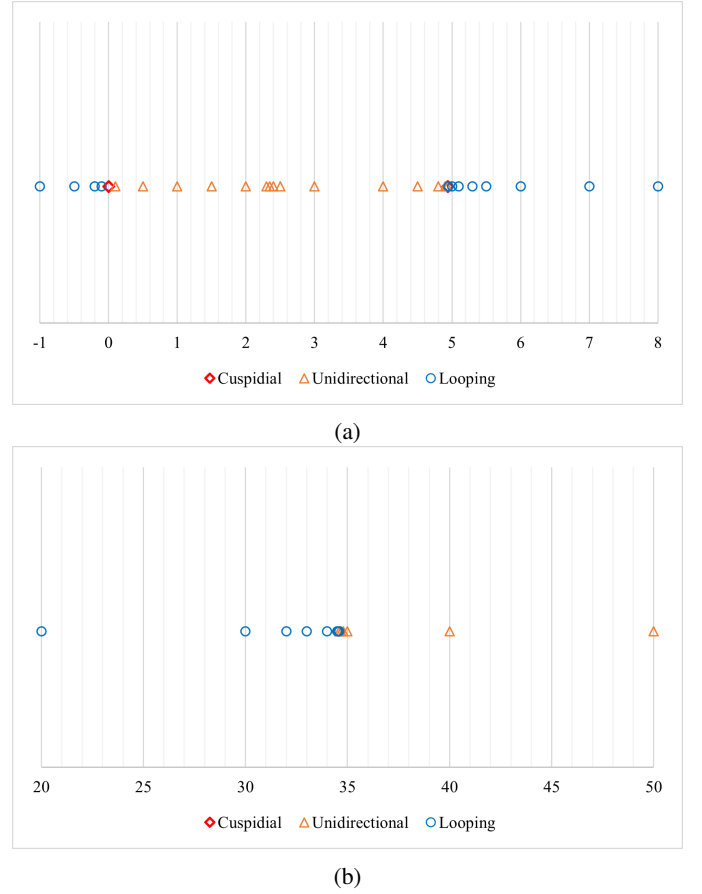 -1 0 1 2 3 4 5 6 7 8
Cuspidial Unidirectional Looping
(a)
20 25 30 35 40 45 50
Cuspidial Unidirectional Looping
(b)